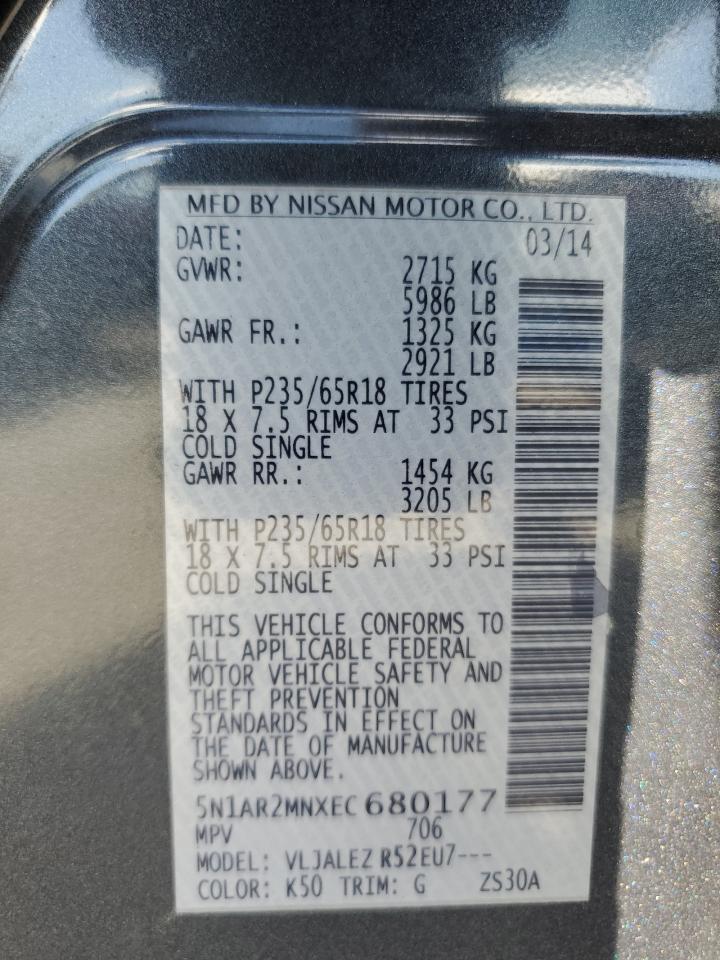 MFD BY NISSAN MOTOR CO., LTD.
DATE: 03/14
GVWR: 2715 KG
5986 LB
GAWR FR.: 1325 KG
2921 LB
WITH P235/65R18 TIRES
18 X 7.5 RIMS AT 33 PSI
COLD SINGLE
GAWR RR.: 1454 KG
3205 LB
WITH P235/65R18 TIRES
18 X 7.5 RIMS AT 33 PSI
COLD SINGLE
THIS VEHICLE CONFORMS TO
ALL APPLICABLE FEDERAL
MOTOR VEHICLE SAFETY AND
THEFT PREVENTION
STANDARDS IN EFFECT ON
THE DATE OF MANUFACTURE
SHOWN ABOVE.
5N1AR2MNXEC680177
MPV 706
MODEL: VLJALEZ R52EU7---
COLOR: K50 TRIM: G ZS30A